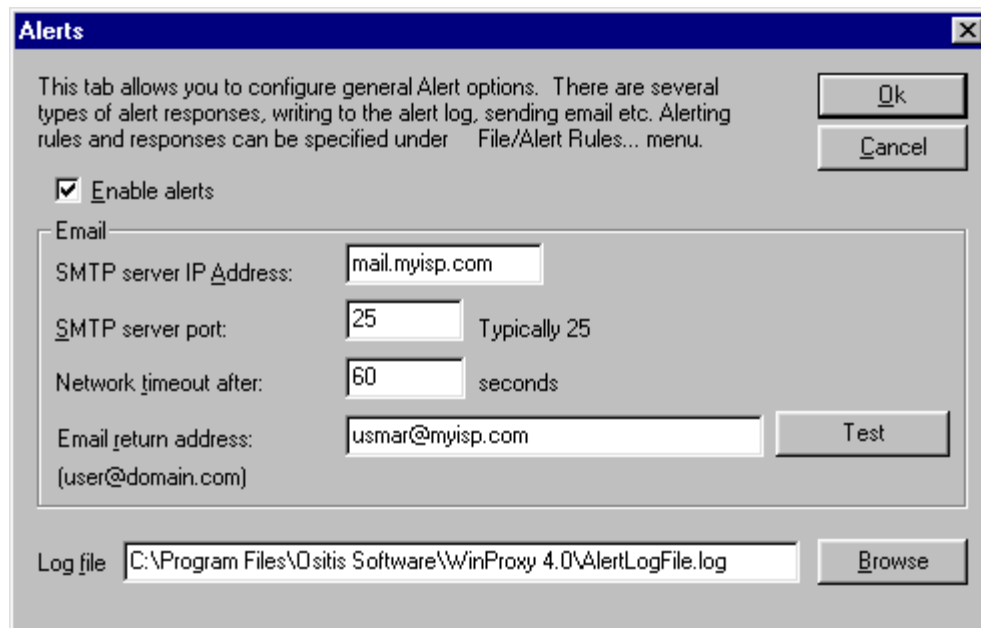 Alerts
This tab allows you to configure general Alert options. There are several
types of alert responses, writing to the alert log, sending email etc. Alerting
rules and responses can be specified under File/Alert Rules... menu.
Ok
Cancel
Enable alerts
Email
SMTP server IP Address: mail.myisp.com
SMTP server port: 25 Typically 25
Network timeout after: 60 seconds
Email return address: usmar@myisp.com Test
(user@domain.com)
Log file C:\Program Files\Ositis Software\WinProxy 4.0\AlertLogFile.log Browse